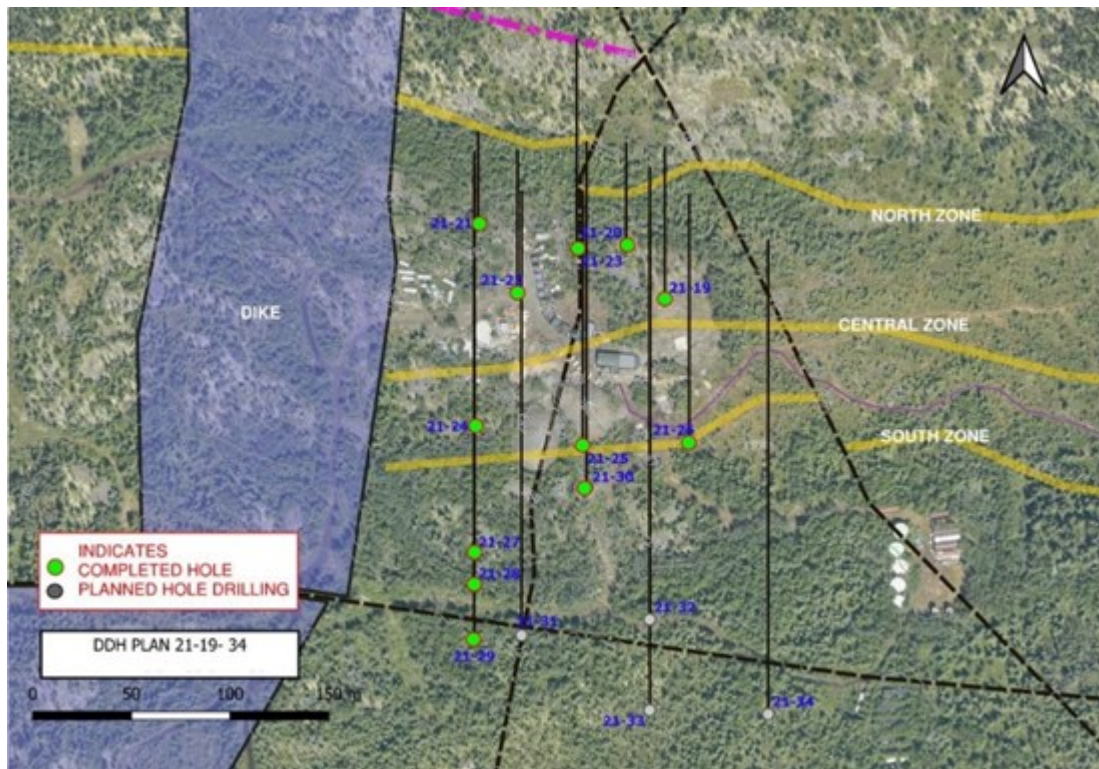 NORTH ZONE
21-21
21-20
21-23
21-19
DIKE
CENTRAL ZONE
21-24
21-26
SOUTH ZONE
21-25
21-30
INDICATES
COMPLETED HOLE
PLANNED HOLE DRILLING
21-27
21-28
21-31
21-32
DDH PLAN 21-19- 34
21-29
0 50 100 150 m
21-33
21-34